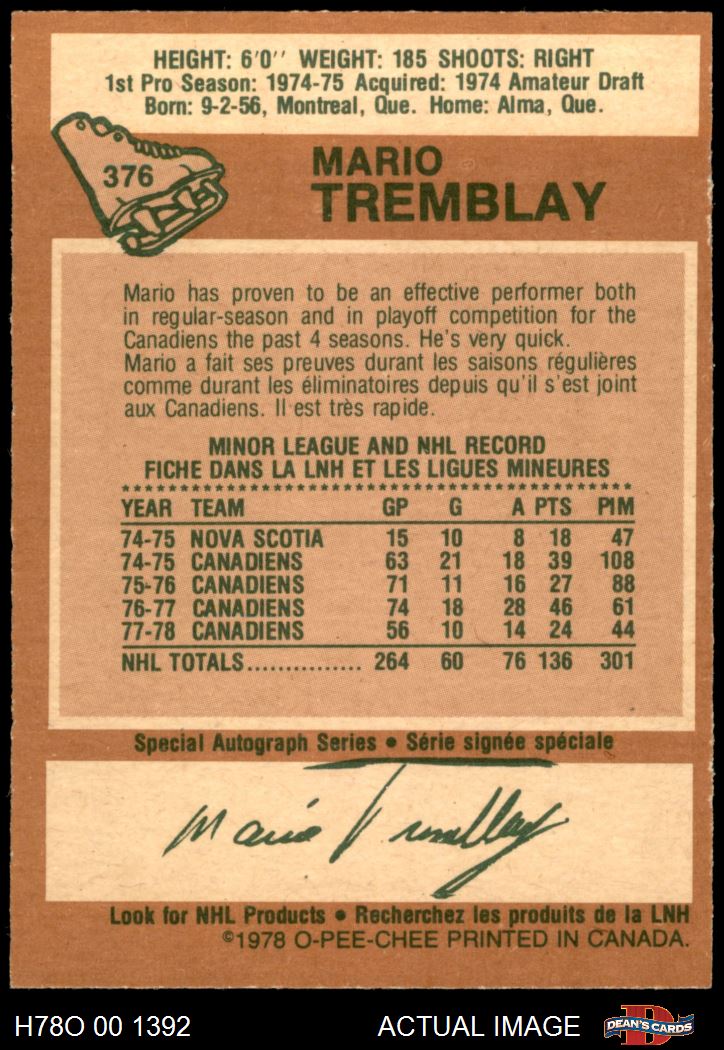 HEIGHT: 6'0'' WEIGHT: 185 SHOOTS: RIGHT
1st Pro Season: 1974-75 Acquired: 1974 Amateur Draft
Born: 9-2-56, Montreal, Que. Home: Alma, Que.
376
MARIO
TREMBLAY
Mario has proven to be an effective performer both
in regular-season and in playoff competition for the
Canadiens the past 4 seasons. He's very quick.
Mario a fait ses preuves durant les saisons régulières
comme durant les éliminatoires depuis qu'il s'est joint
aux Canadiens. Il est très rapide.
MINOR LEAGUE AND NHL RECORD
FICHE DANS LA LNH ET LES LIGUES MINEURES
YEAR TEAM GP G A PTS PIM
74-75 NOVA SCOTIA 15 10 8 18 47
74-75 CANADIENS 63 21 18 39 108
75-76 CANADIENS 71 11 16 27 88
76-77 CANADIENS 74 18 28 46 61
77-78 CANADIENS 56 10 14 24 44
NHL TOTALS............... 264 60 76 136 301
Special Autograph Series • Série signée spéciale
Mario Tremblay
Look for NHL Products • Recherchez les produits de la LNH
©1978 O-PEE-CHEE PRINTED IN CANADA.
H78O 00 1392 ACTUAL IMAGE D DEAN'S CARDS